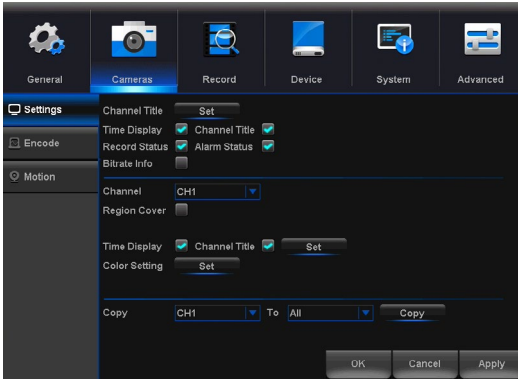 General Cameras Record Device System Advanced
Settings
Encode
Motion
Channel Title Set
Time Display Channel Title
Record Status Alarm Status
Bitrate Info
Channel CH1
Region Cover
Time Display Channel Title Set
Color Setting Set
Copy CH1 To All Copy
OK Cancel Apply